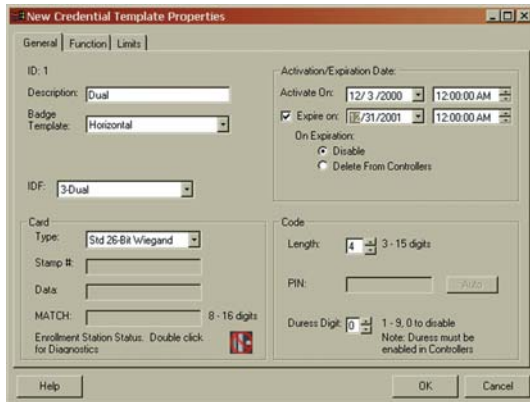 New Credential Template Properties
General Function Limits
ID: 1
Description: Dual
Badge Template: Horizontal
IDF: 3-Dual
Activation/Expiration Date:
Activate On: 12/ 3 /2000 12:00:00 AM
Expire on: /31/2001 12:00:00 AM
On Expiration:
Disable
Delete From Controllers
Card
Type: Std 26-Bit Wiegand
Stamp #:
Data:
MATCH: 8 - 16 digits
Enrollment Station Status. Double click
for Diagnostics
Code
Length: 4 3 - 15 digits
PIN: Auto
Duress Digit: 0 1 - 9, 0 to disable
Note: Duress must be
enabled in Controllers
Help OK Cancel